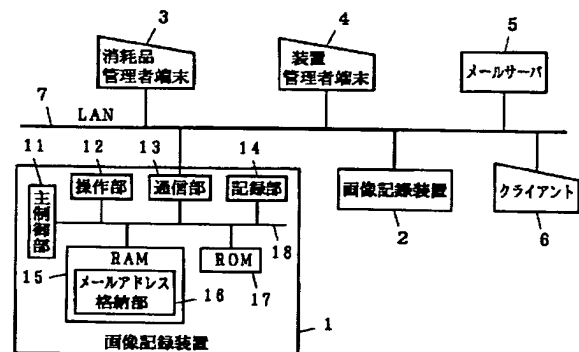 3
4
5
消耗品
管理者端末
装置
管理者端末
メールサーバ
7
LAN
11
12
13
14
操作部
通信部
記録部
主制御部
画像記録装置
2
クライアント
6
18
RAM
ROM
15
メールアドレス
格納部
16
17
画像記録装置
1